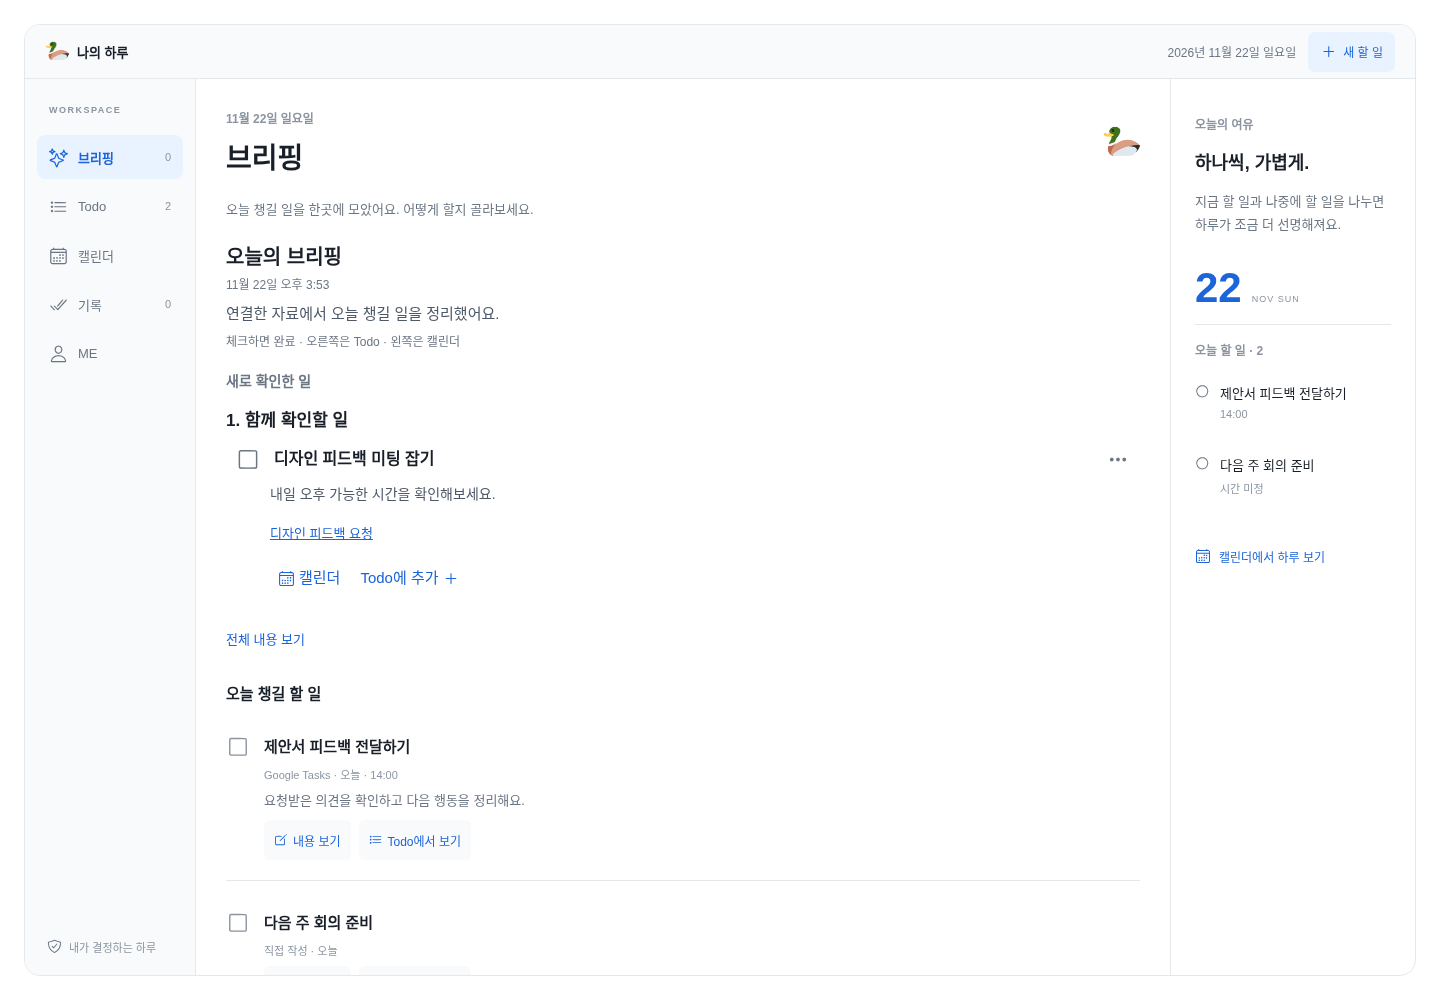 나의 하루
2026년 11월 22일 일요일
새 할 일
WORKSPACE
브리핑 0
Todo 2
캘린더
기록 0
ME
내가 결정하는 하루
11월 22일 일요일
브리핑
오늘 챙길 일을 한곳에 모았어요. 어떻게 할지 골라보세요.
오늘의 브리핑
11월 22일 오후 3:53
연결한 자료에서 오늘 챙길 일을 정리했어요.
체크하면 완료 · 오른쪽은 Todo · 왼쪽은 캘린더
새로 확인한 일
1. 함께 확인할 일
디자인 피드백 미팅 잡기
내일 오후 가능한 시간을 확인해보세요.
디자인 피드백 요청
캘린더 Todo에 추가
전체 내용 보기
오늘 챙길 할 일
제안서 피드백 전달하기
Google Tasks · 오늘 · 14:00
요청받은 의견을 확인하고 다음 행동을 정리해요.
내용 보기 Todo에서 보기
다음 주 회의 준비
직접 작성 · 오늘
오늘의 여유
하나씩, 가볍게.
지금 할 일과 나중에 할 일을 나누면
하루가 조금 더 선명해져요.
22 NOV SUN
오늘 할 일 · 2
제안서 피드백 전달하기
14:00
다음 주 회의 준비
시간 미정
캘린더에서 하루 보기